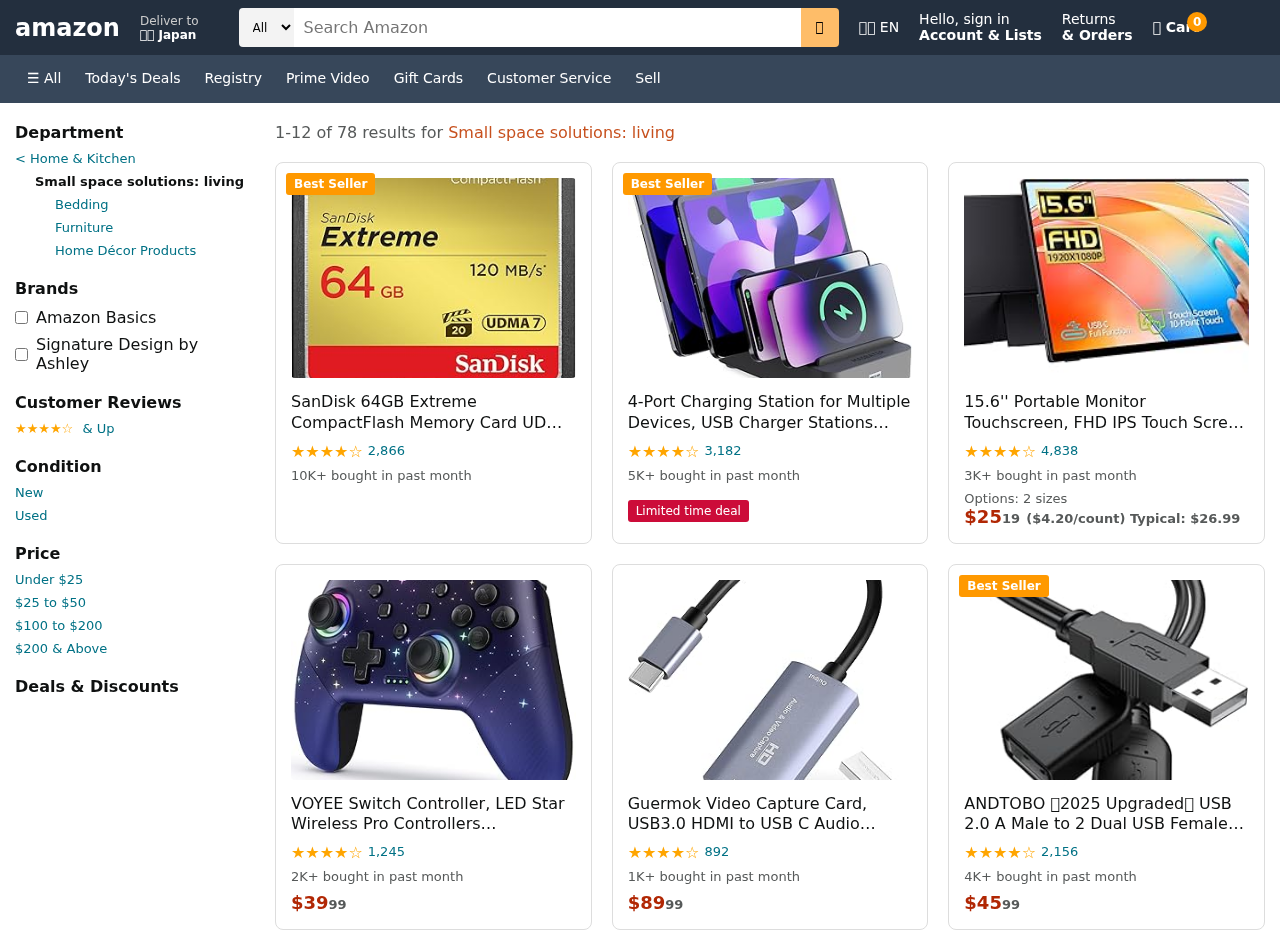 amazon
Deliver to
Japan
All
Search Amazon
EN
Hello, sign in
Account & Lists
Returns
& Orders
0
☰ All
Today's Deals
Registry
Prime Video
Gift Cards
Customer Service
Sell
Department
< Home & Kitchen
Small space solutions: living
Bedding
Furniture
Home Décor Products
Brands
Amazon Basics
Signature Design by
Ashley
Customer Reviews
★★★★☆ & Up
Condition
New
Used
Price
Under $25
$25 to $50
$100 to $200
$200 & Above
Deals & Discounts
1-12 of 78 results for Small space solutions: living
Best Seller
CompactFlash
SanDisk
Extreme
120 MB/s*
64 GB
20
UDMA 7
SanDisk
SanDisk 64GB Extreme
CompactFlash Memory Card UD…
★★★★☆ 2,866
10K+ bought in past month
Best Seller
4-Port Charging Station for Multiple
Devices, USB Charger Stations…
★★★★☆ 3,182
5K+ bought in past month
Limited time deal
15.6"
FHD
1920X1080P
USB-C
Full Function
Touch Screen
10-Point Touch
15.6'' Portable Monitor
Touchscreen, FHD IPS Touch Scre…
★★★★☆ 4,838
3K+ bought in past month
Options: 2 sizes
$25 19 ($4.20/count) Typical: $26.99
VOYEE Switch Controller, LED Star
Wireless Pro Controllers…
★★★★☆ 1,245
2K+ bought in past month
$39 99
Output
Audio & Video Capture
HD
Guermok Video Capture Card,
USB3.0 HDMI to USB C Audio…
★★★★☆ 892
1K+ bought in past month
$89 99
Best Seller
ANDTOBO 2025 Upgraded USB
2.0 A Male to 2 Dual USB Female…
★★★★☆ 2,156
4K+ bought in past month
$45 99